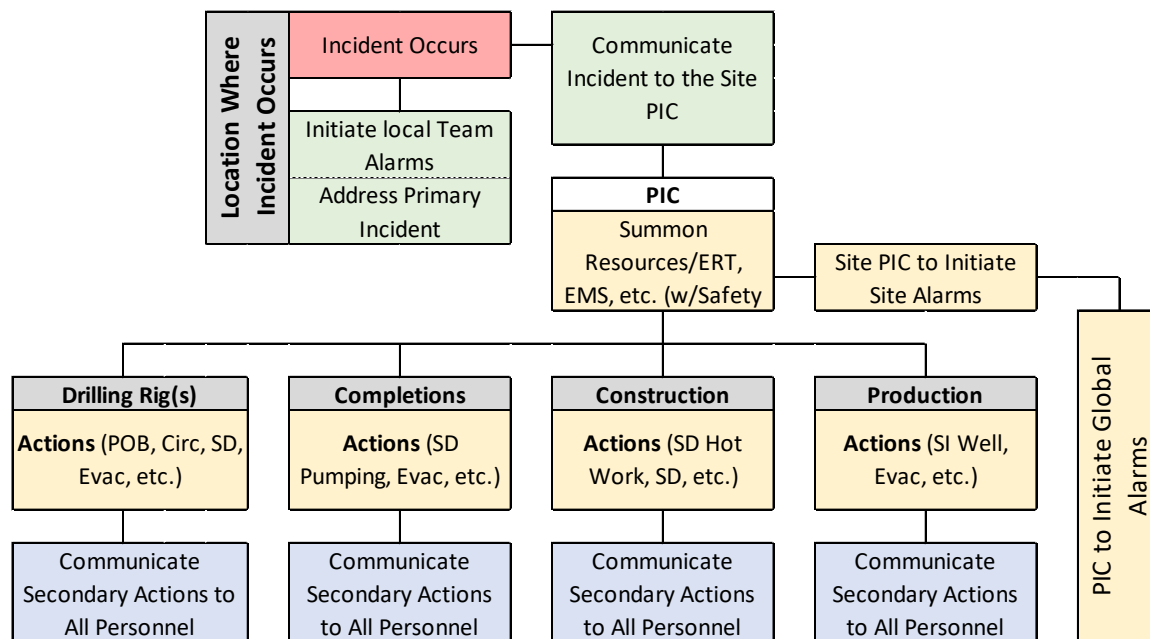 Location Where
Incident Occurs
Incident Occurs
Communicate
Incident to the Site
PIC
Initiate local Team
Alarms
Address Primary
Incident
PIC
Summon
Resources/ERT,
EMS, etc. (w/Safety
Site PIC to Initiate
Site Alarms
PIC to Initiate Global
Alarms
Drilling Rig(s)
Actions (POB, Circ, SD,
Evac, etc.)
Communicate
Secondary Actions to
All Personnel
Completions
Actions (SD
Pumping, Evac, etc.)
Communicate
Secondary Actions
to All Personnel
Construction
Actions (SD Hot
Work, SD, etc.)
Communicate
Secondary Actions
to All Personnel
Production
Actions (SI Well,
Evac, etc.)
Communicate
Secondary Actions
to All Personnel